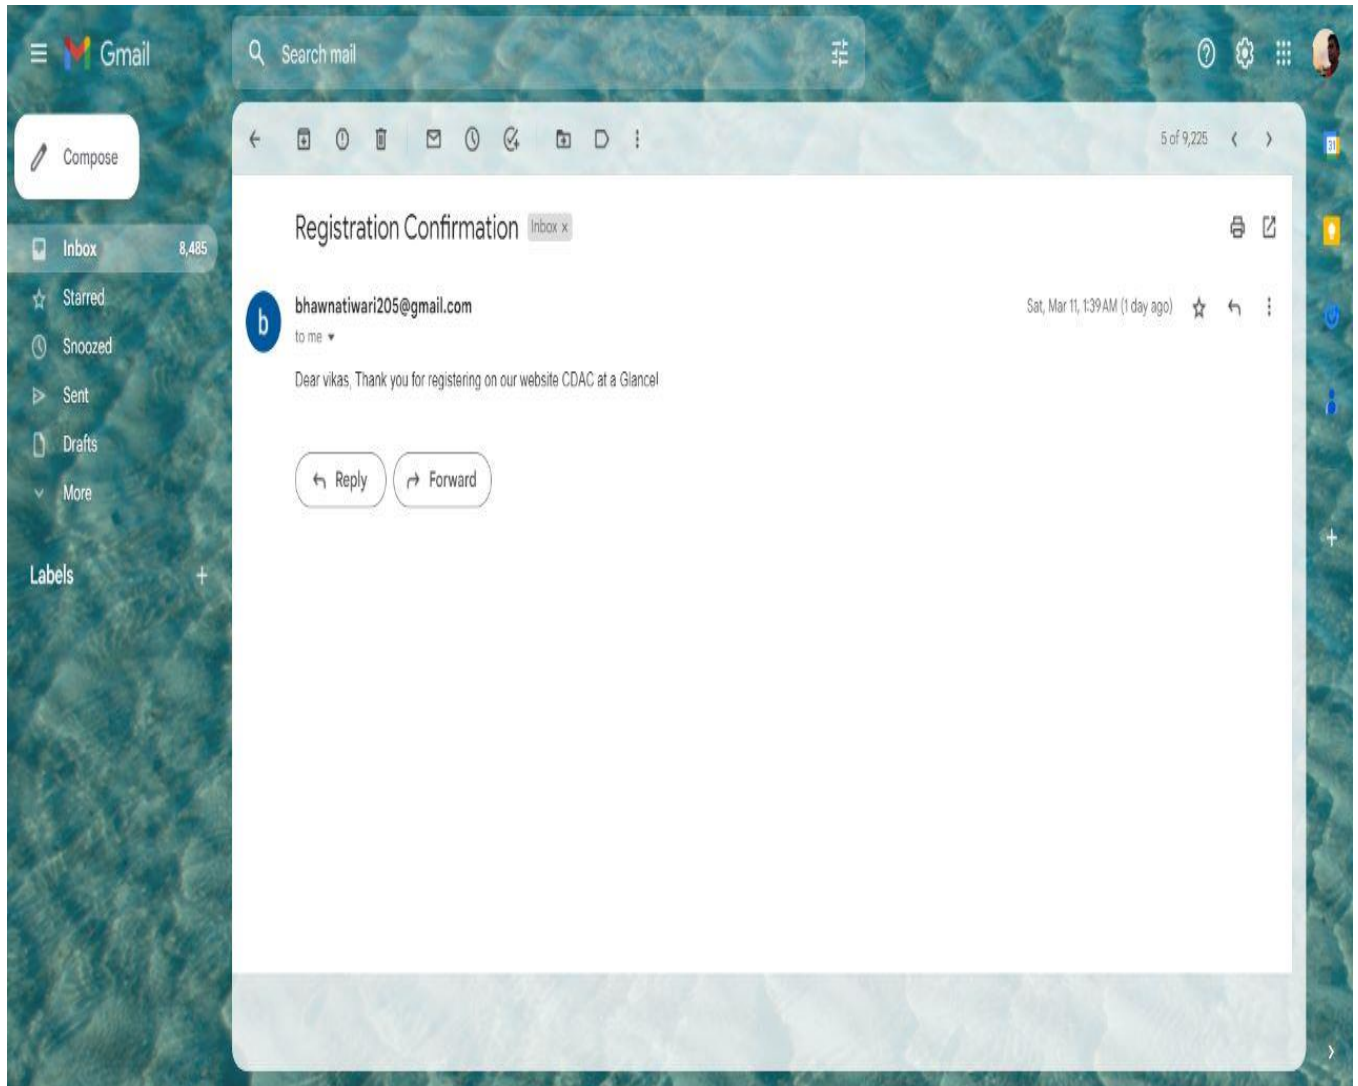 Gmail
Search mail
Compose
5 of 9,225
31
Registration Confirmation Inbox x
Inbox 8,485
Starred
Snoozed
Sent
Drafts
More
Labels
b
bhawnatiwari205@gmail.com
Sat, Mar 11, 1:39 AM (1 day ago)
to me
Dear vikas, Thank you for registering on our website CDAC at a Glance!
Reply
Forward